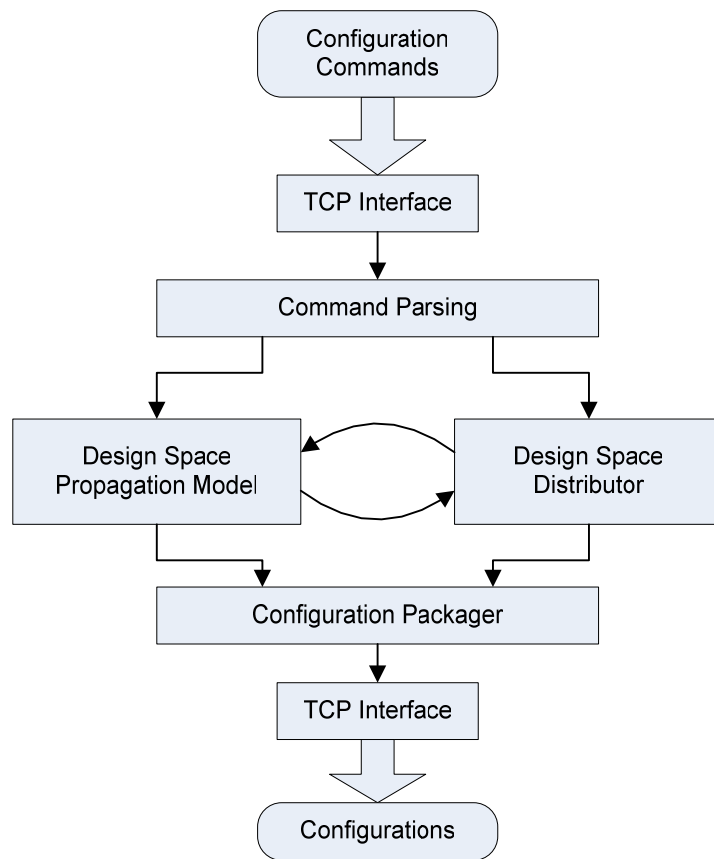 Configuration
Commands
TCP Interface
Command Parsing
Design Space
Propagation Model
Design Space
Distributor
Configuration Packager
TCP Interface
Configurations